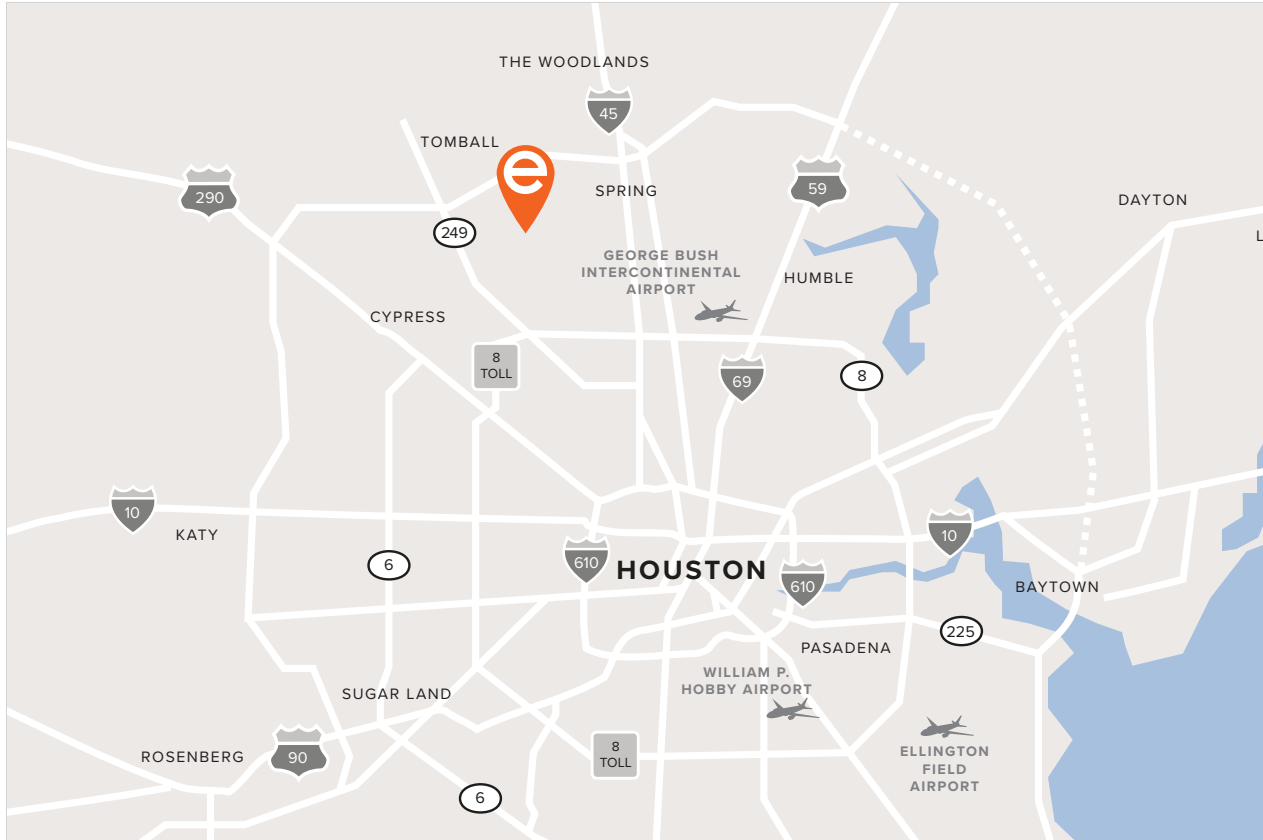 THE WOODLANDS
45
TOMBALL
e
290
SPRING
59
DAYTON
249
L
GEORGE BUSH
INTERCONTINENTAL
AIRPORT
HUMBLE
CYPRESS
8
TOLL
69
8
10
KATY
6
610
HOUSTON
610
10
BAYTOWN
225
PASADENA
WILLIAM P.
HOBBY AIRPORT
SUGAR LAND
ROSENBERG
90
8
TOLL
ELLINGTON
FIELD
AIRPORT
6